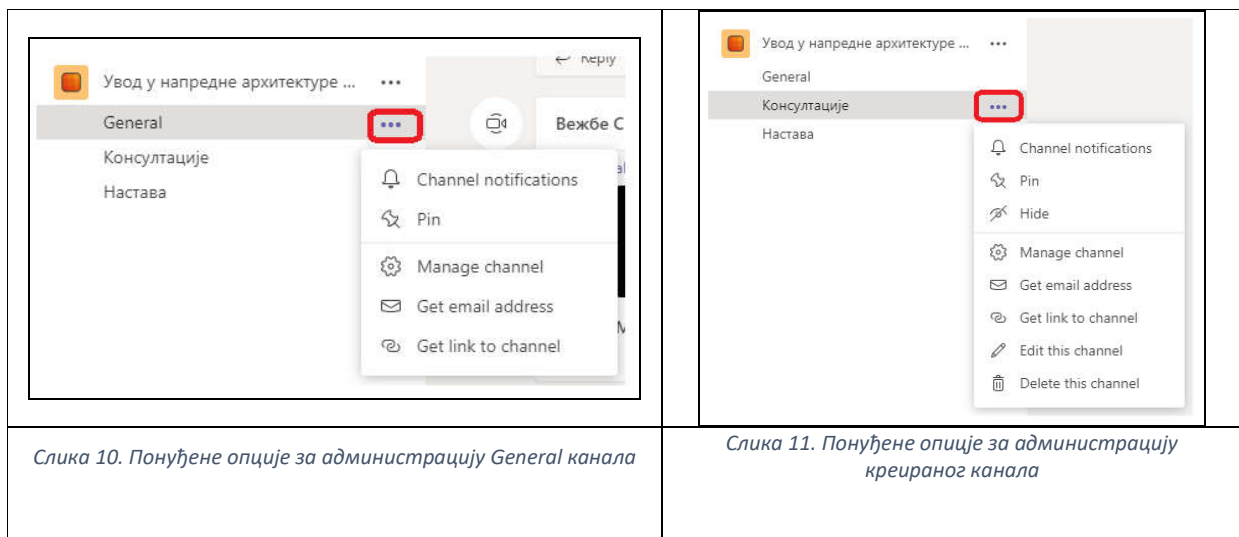 Увод у напредне архитектуре ...
•••
Reply
General
•••
Вежбе С
Консултације
Настава
Channel notifications
Pin
Manage channel
Get email address
Get link to channel
Слика 10. Понуђене опције за администрацију General канала
Увод у напредне архитектуре ...
•••
General
Консултације
•••
Настава
Channel notifications
Pin
Hide
Manage channel
Get email address
Get link to channel
Edit this channel
Delete this channel
Слика 11. Понуђене опицје за администрацију
креираног канала